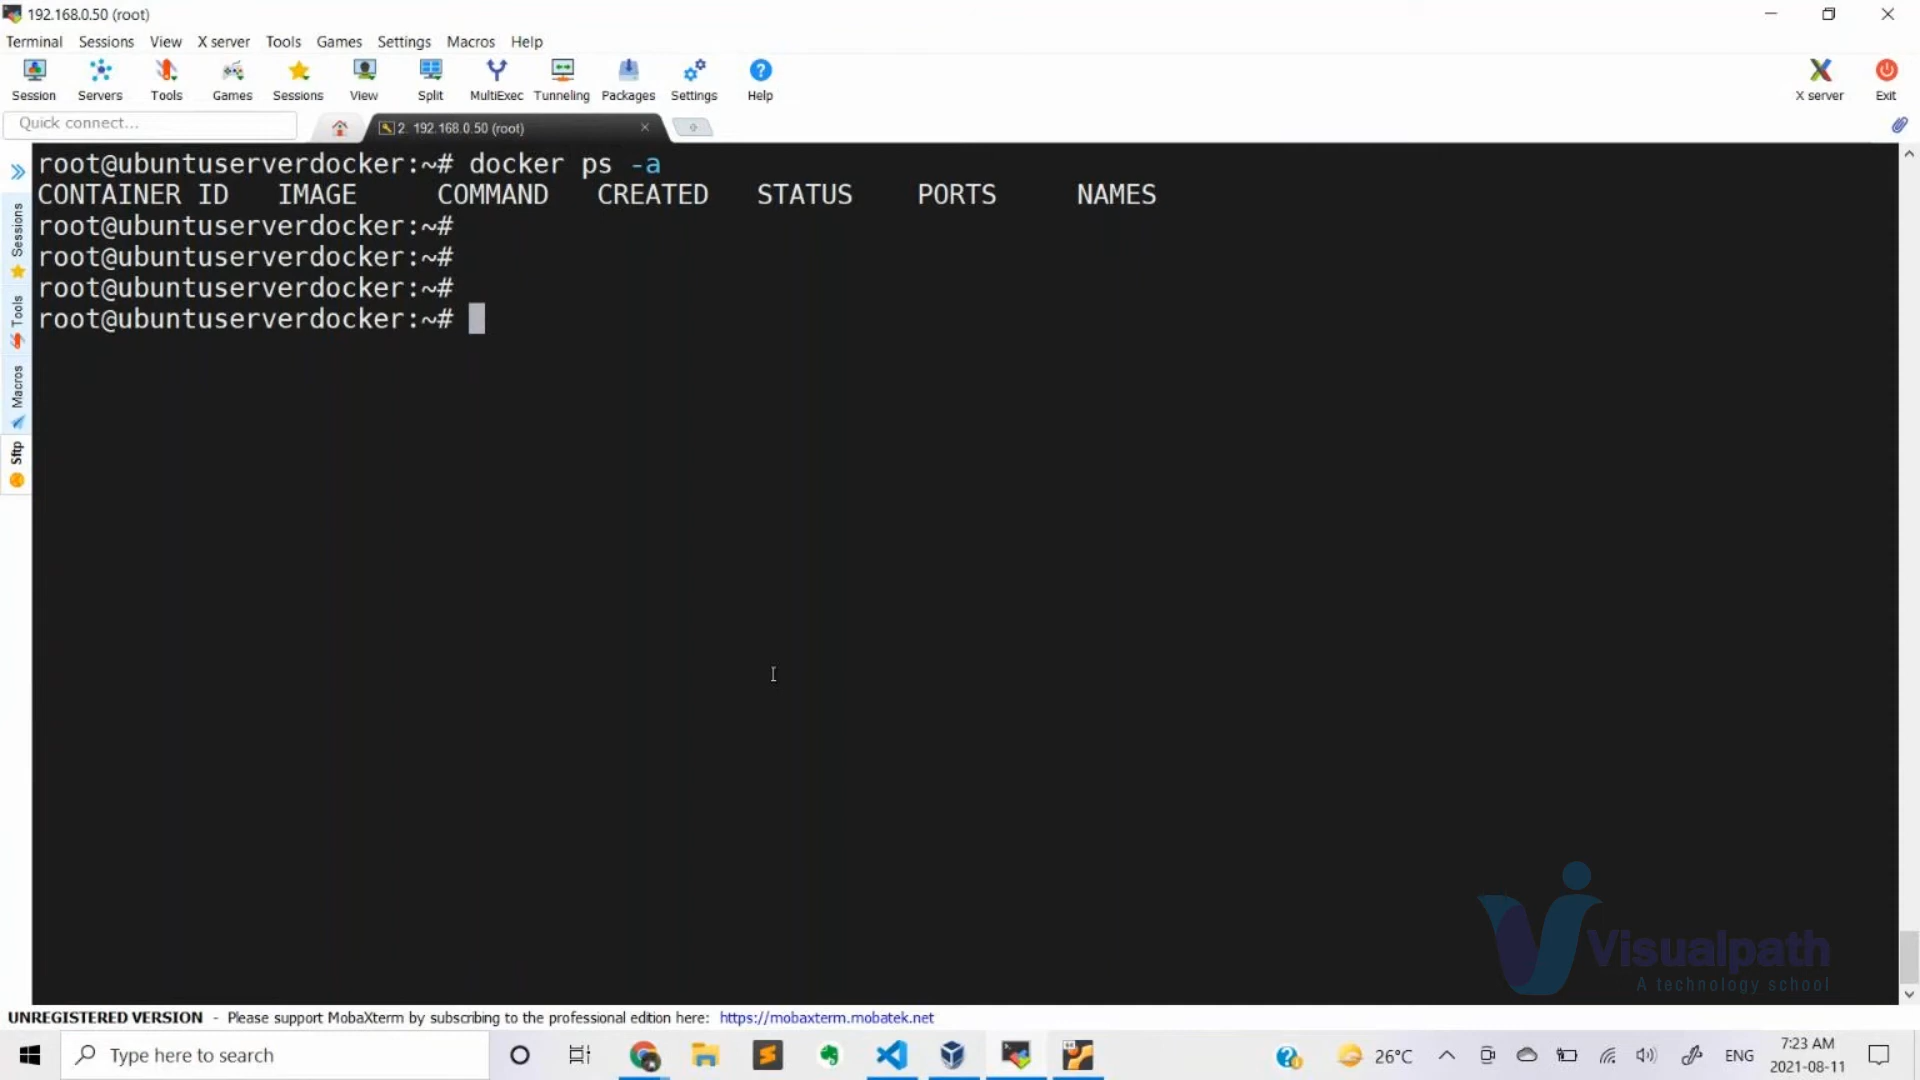 192.168.0.50 (root)
Terminal Sessions View X server Tools Games Settings Macros Help
Session Servers Tools Games Sessions View Split MultiExec Tunneling Packages Settings Help X server Exit
Quick connect...
2. 192.168.0.50 (root)
root@ubuntuserverdocker:~# docker ps -a
CONTAINER ID IMAGE COMMAND CREATED STATUS PORTS NAMES
root@ubuntuserverdocker:~#
root@ubuntuserverdocker:~#
root@ubuntuserverdocker:~#
root@ubuntuserverdocker:~#
Sessions
Tools
Macros
Sftp
Visualpath
A technology school
UNREGISTERED VERSION - Please support MobaXterm by subscribing to the professional edition here: https://mobaxterm.mobatek.net
Type here to search
26°C
ENG
7:23 AM
2021-08-11